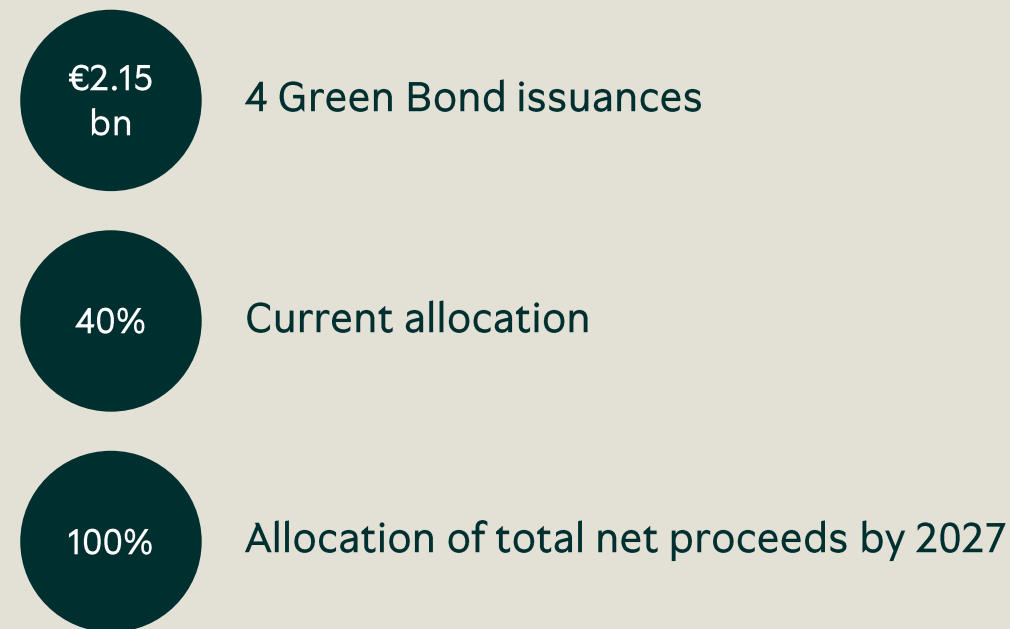 €2.15
bn
4 Green Bond issuances
40%
Current allocation
100%
Allocation of total net proceeds by 2027